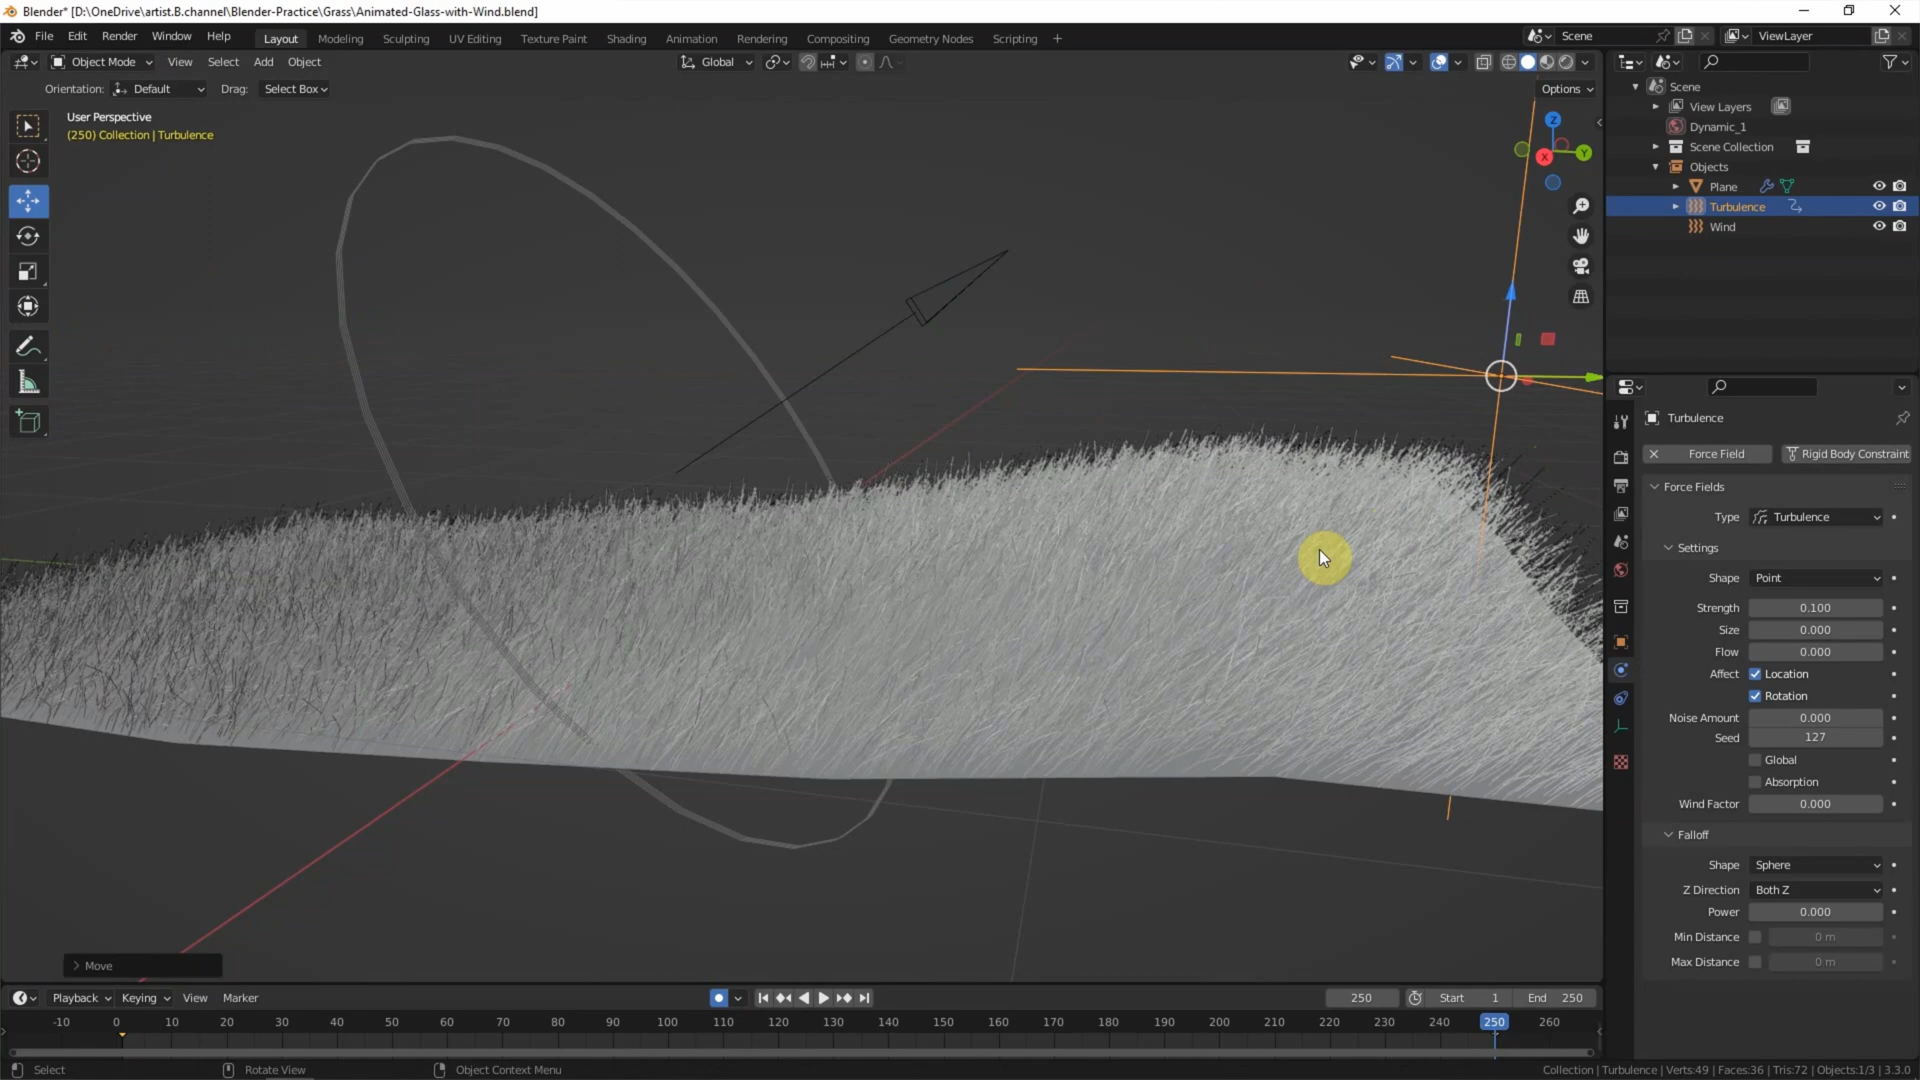 Blender* [D:\OneDrive\artist.B.channel\Blender-Practice\Grass\Animated-Glass-with-Wind.blend]
File Edit Render Window Help Layout Modeling Sculpting UV Editing Texture Paint Shading Animation Rendering Compositing Geometry Nodes Scripting + Scene ViewLayer
Object Mode View Select Add Object Global
Orientation: Default Drag: Select Box Options
User Perspective
(250) Collection | Turbulence
Z
Y
X
Scene
View Layers
Dynamic_1
Scene Collection
Objects
Plane
Turbulence
Wind
Turbulence
Force Field Rigid Body Constraint
Force Fields
Type Turbulence
Settings
Shape Point
Strength 0.100
Size 0.000
Flow 0.000
Affect Location
Rotation
Noise Amount 0.000
Seed 127
Global
Absorption
Wind Factor 0.000
Falloff
Shape Sphere
Z Direction Both Z
Power 0.000
Min Distance 0 m
Max Distance 0 m
Move
Playback Keying View Marker 250 Start 1 End 250
-10 0 10 20 30 40 50 60 70 80 90 100 110 120 130 140 150 160 170 180 190 200 210 220 230 240 250 260
Select Rotate View Object Context Menu Collection | Turbulence | Verts:49 | Faces:36 | Tris:72 | Objects:1/3 | 3.3.0